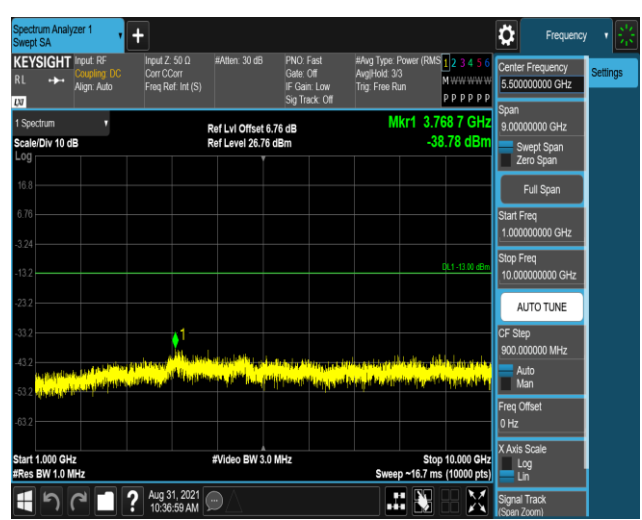 Spectrum Analyzer 1
Swept SA
Frequency
KEYSIGHT
RL
Input: RF
Coupling: DC
Align: Auto
Input Z: 50 Ω
Corr CCorr
Freq Ref: Int (S)
#Atten: 30 dB
PNO: Fast
Gate: Off
IF Gain: Low
Sig Track: Off
#Avg Type: Power (RMS
Avg|Hold: 3/3
Trig: Free Run
1 2 3 4 5 6
M W W W W W
P P P P P P
LXI
1 Spectrum
Scale/Div 10 dB
Ref Lvl Offset 6.76 dB
Ref Level 26.76 dBm
Mkr1 3.768 7 GHz
-38.78 dBm
Log
16.8
6.76
-3.24
-13.2
-23.2
-33.2
-43.2
-53.2
-63.2
DL1 -13.00 dBm
1
Start 1.000 GHz
#Res BW 1.0 MHz
#Video BW 3.0 MHz
Stop 10.000 GHz
Sweep ~16.7 ms (10000 pts)
Aug 31, 2021
10:36:59 AM
Center Frequency
5.500000000 GHz
Settings
Span
9.00000000 GHz
Swept Span
Zero Span
Full Span
Start Freq
1.000000000 GHz
Stop Freq
10.000000000 GHz
AUTO TUNE
CF Step
900.000000 MHz
Auto
Man
Freq Offset
0 Hz
X Axis Scale
Log
Lin
Signal Track
(Span Zoom)